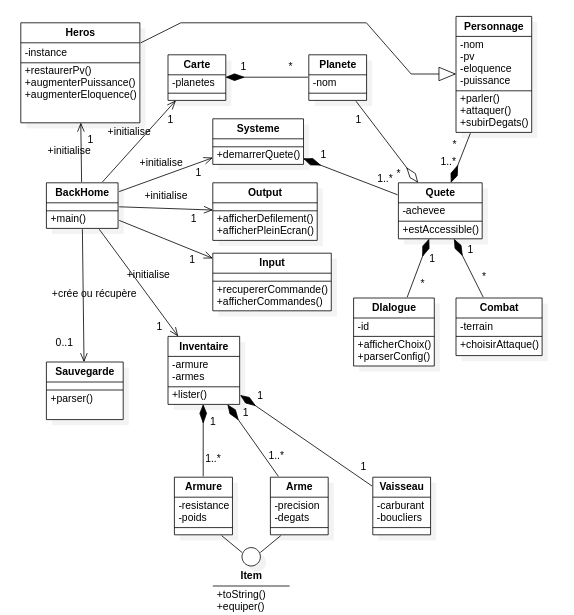 Heros
-instance
+restaurerPv()
+augmenterPuissance()
+augmenterEloquence()
Personnage
-nom
-pv
-eloquence
-puissance
+parler()
+attaquer()
+subirDegats()
Carte
-planetes
1
*
Planete
-nom
1
+initialise
1
+initialise
1
Systeme
+demarrerQuete()
1
1..*
*
*
1..*
+initialise
1
BackHome
+main()
+initialise
1
Output
+afficherDefilement()
+afficherPleinEcran()
Quete
-achevee
+estAccessible()
1
Input
+recupererCommande()
+afficherCommandes()
+initialise
1
1
*
1
*
+crée ou récupère
0..1
DIalogue
-id
+afficherChoix()
+parserConfig()
Combat
-terrain
+choisirAttaque()
Sauvegarde
+parser()
Inventaire
-armure
-armes
+lister()
1
1..*
1
1..*
1
1
Armure
-resistance
-poids
Arme
-precision
-degats
Vaisseau
-carburant
-boucliers
Item
+toString()
+equiper()